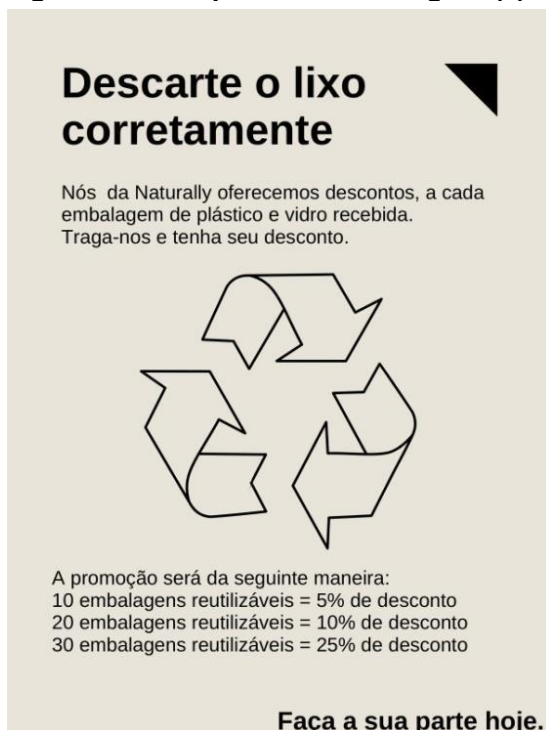 Descarte o lixo
corretamente
Nós da Naturally oferecemos descontos, a cada
embalagem de plástico e vidro recebida.
Traga-nos e tenha seu desconto.
A promoção será da seguinte maneira:
10 embalagens reutilizáveis = 5% de desconto
20 embalagens reutilizáveis = 10% de desconto
30 embalagens reutilizáveis = 25% de desconto
Faça a sua parte hoje.